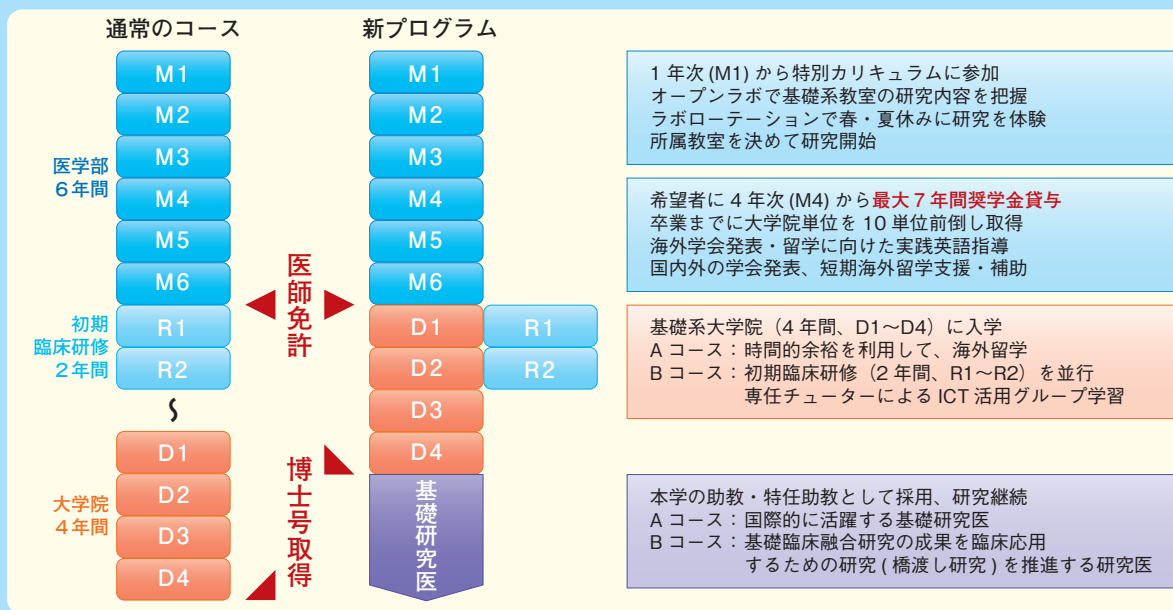 通常のコース
新プログラム
医学部
6年間
初期
臨床研修
2年間
大学院
4年間
M1
M2
M3
M4
M5
M6
R1
R2
〜
D1
D2
D3
D4
医師免許
博士号取得
M1
M2
M3
M4
M5
M6
D1
D2
D3
D4
R1
R2
基礎研究医
1年次(M1)から特別カリキュラムに参加
オープンラボで基礎系教室の研究内容を把握
ラボローテーションで春・夏休みに研究を体験
所属教室を決めて研究開始
希望者に4年次(M4)から最大7年間奨学金貸与
卒業までに大学院単位を10単位前倒し取得
海外学会発表・留学に向けた実践英語指導
国内外の学会発表、短期海外留学支援・補助
基礎系大学院（4年間、D1〜D4）に入学
Aコース：時間的余裕を利用して、海外留学
Bコース：初期臨床研修（2年間、R1〜R2）を並行
専任チューターによるICT活用グループ学習
本学の助教・特任助教として採用、研究継続
Aコース：国際的に活躍する基礎研究医
Bコース：基礎臨床融合研究の成果を臨床応用
するための研究(橋渡し研究)を推進する研究医